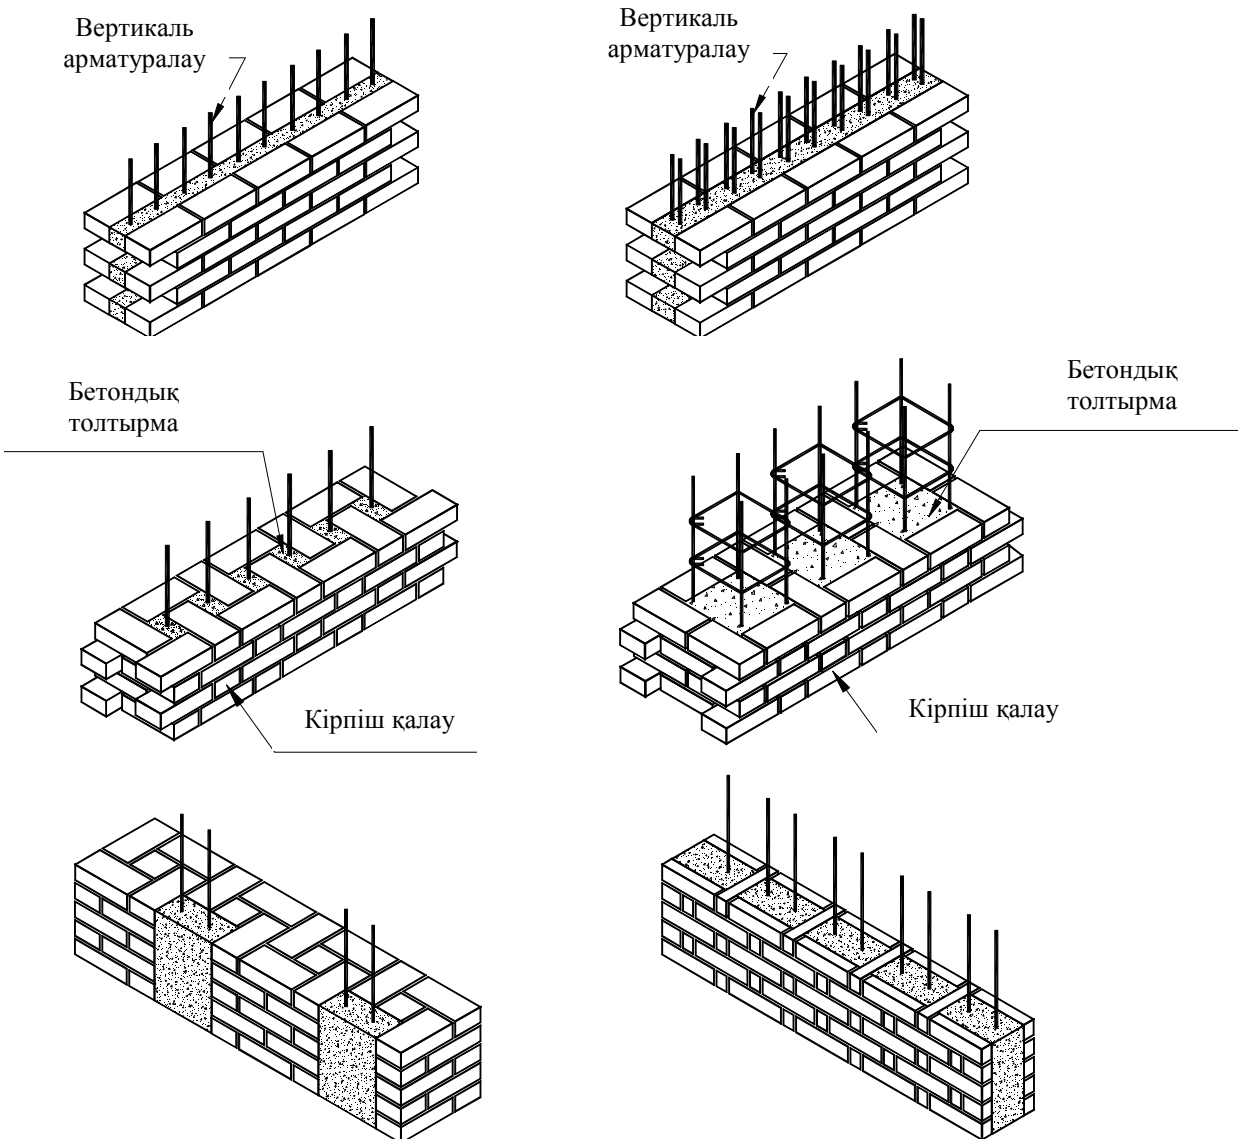 Вертикаль
арматуралау
Вертикаль
арматуралау
Бетондық
толтырма
Бетондық
толтырма
Кірпіш қалау
Кірпіш қалау